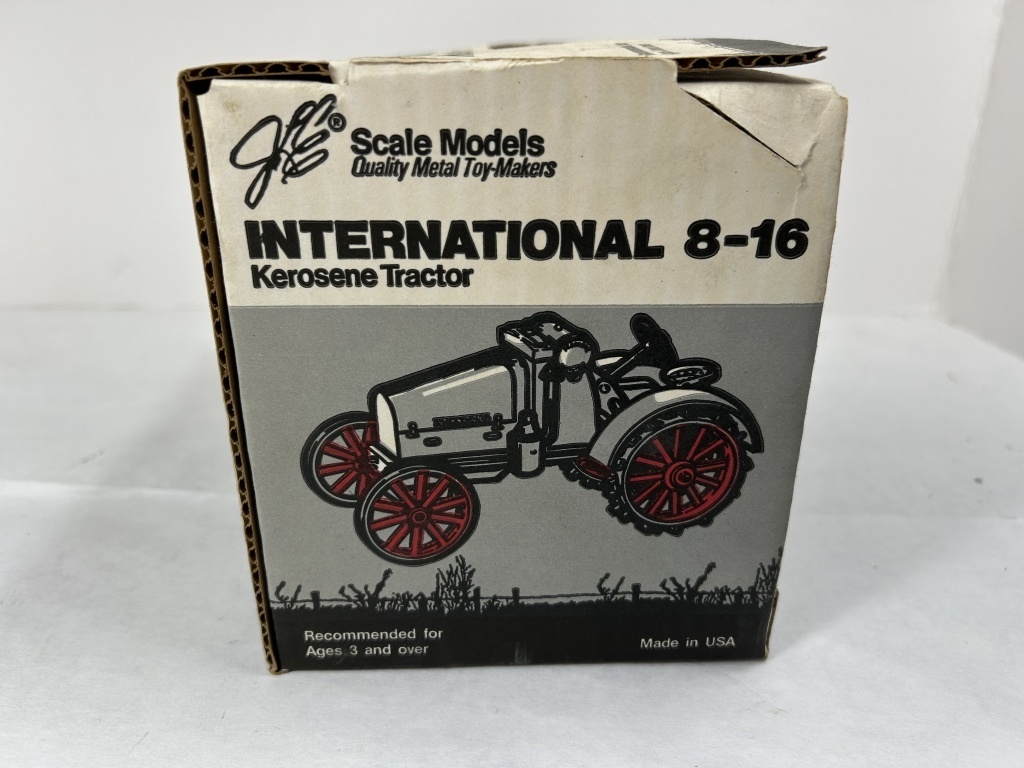 JLE® Scale Models
Quality Metal Toy-Makers
INTERNATIONAL 8-16
Kerosene Tractor
Recommended for
Ages 3 and over
Made in USA